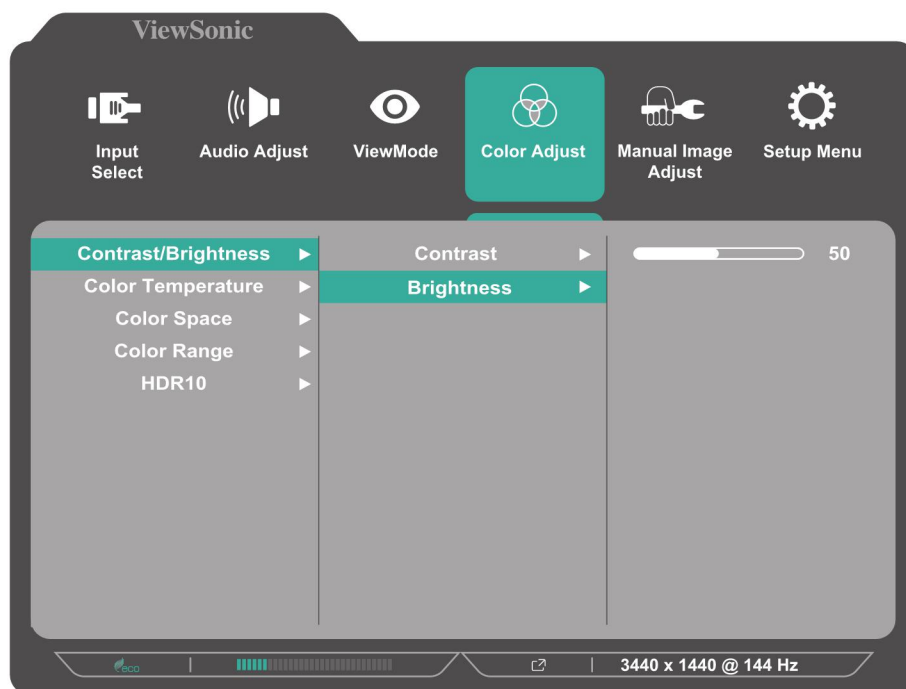 ViewSonic
Input
Select
Audio Adjust
ViewMode
Color Adjust
Manual Image
Adjust
Setup Menu
Contrast/Brightness
Color Temperature
Color Space
Color Range
HDR10
Contrast
Brightness
50
eco
3440 x 1440 @ 144 Hz